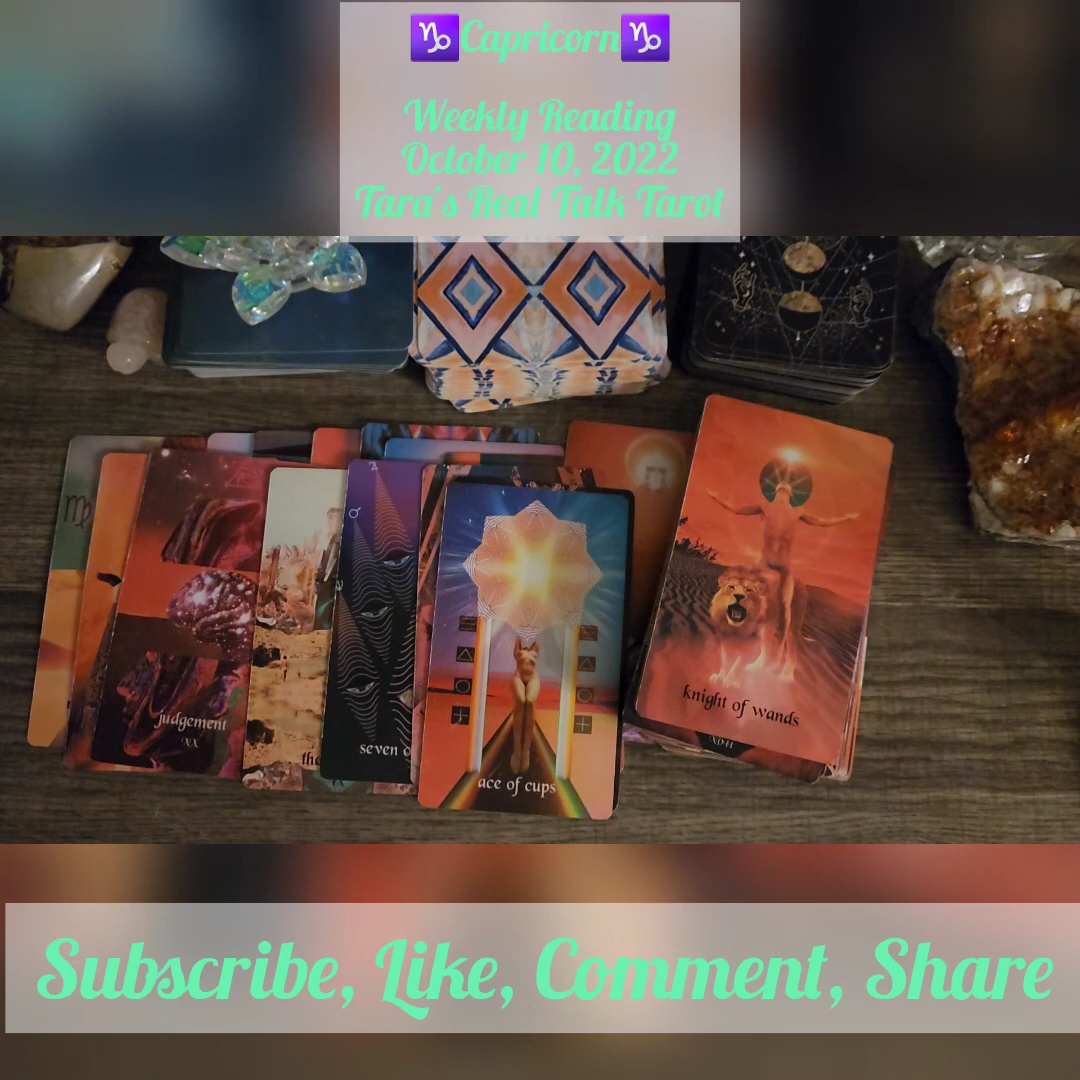 ♑Capricorn♑
Weekly Reading
October 10, 2022
Tara's Real Talk Tarot
judgement
XX
seven
ace of cups
knight of wands
Subscribe, Like, Comment, Share